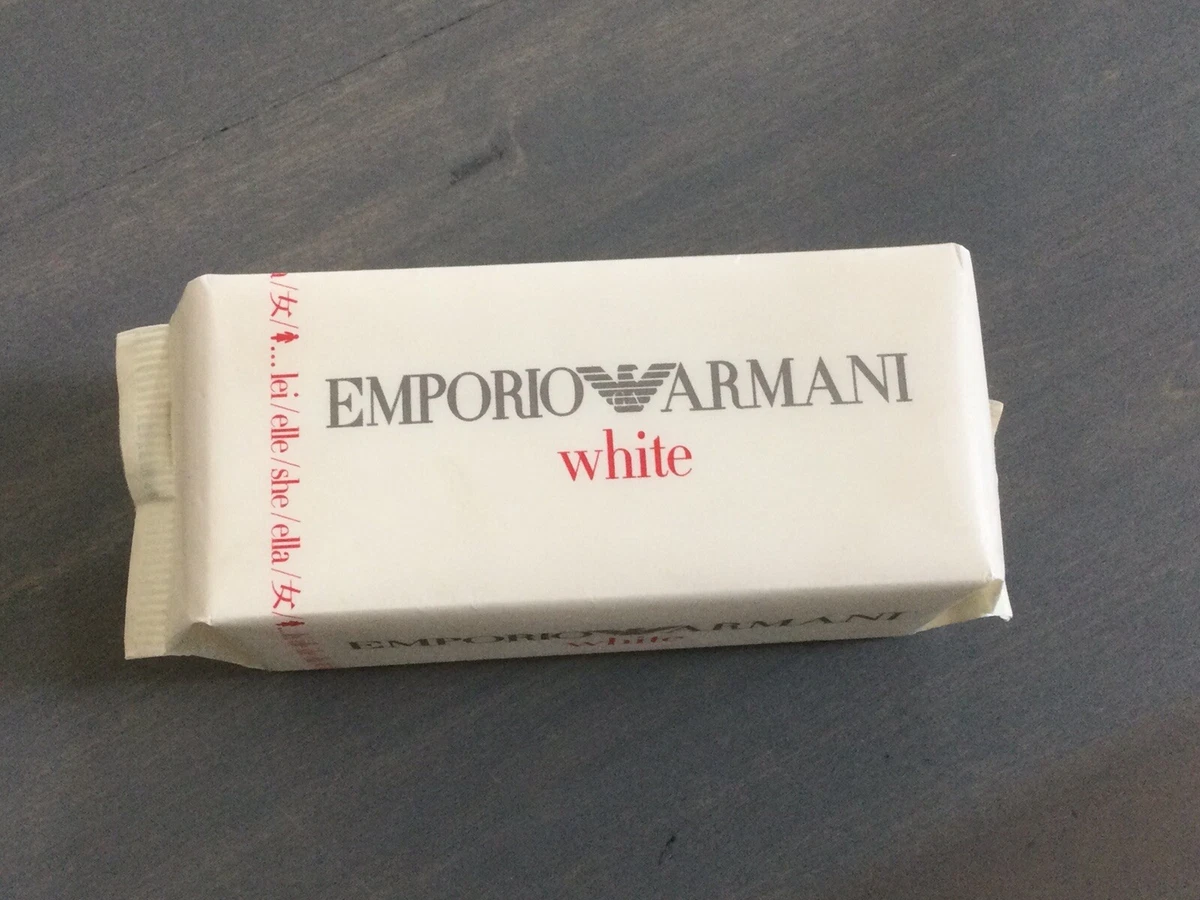 EMPORIO ARMANI
white
女/... lei/elle/she/ella/女/
EMPORIO ARMANI
white